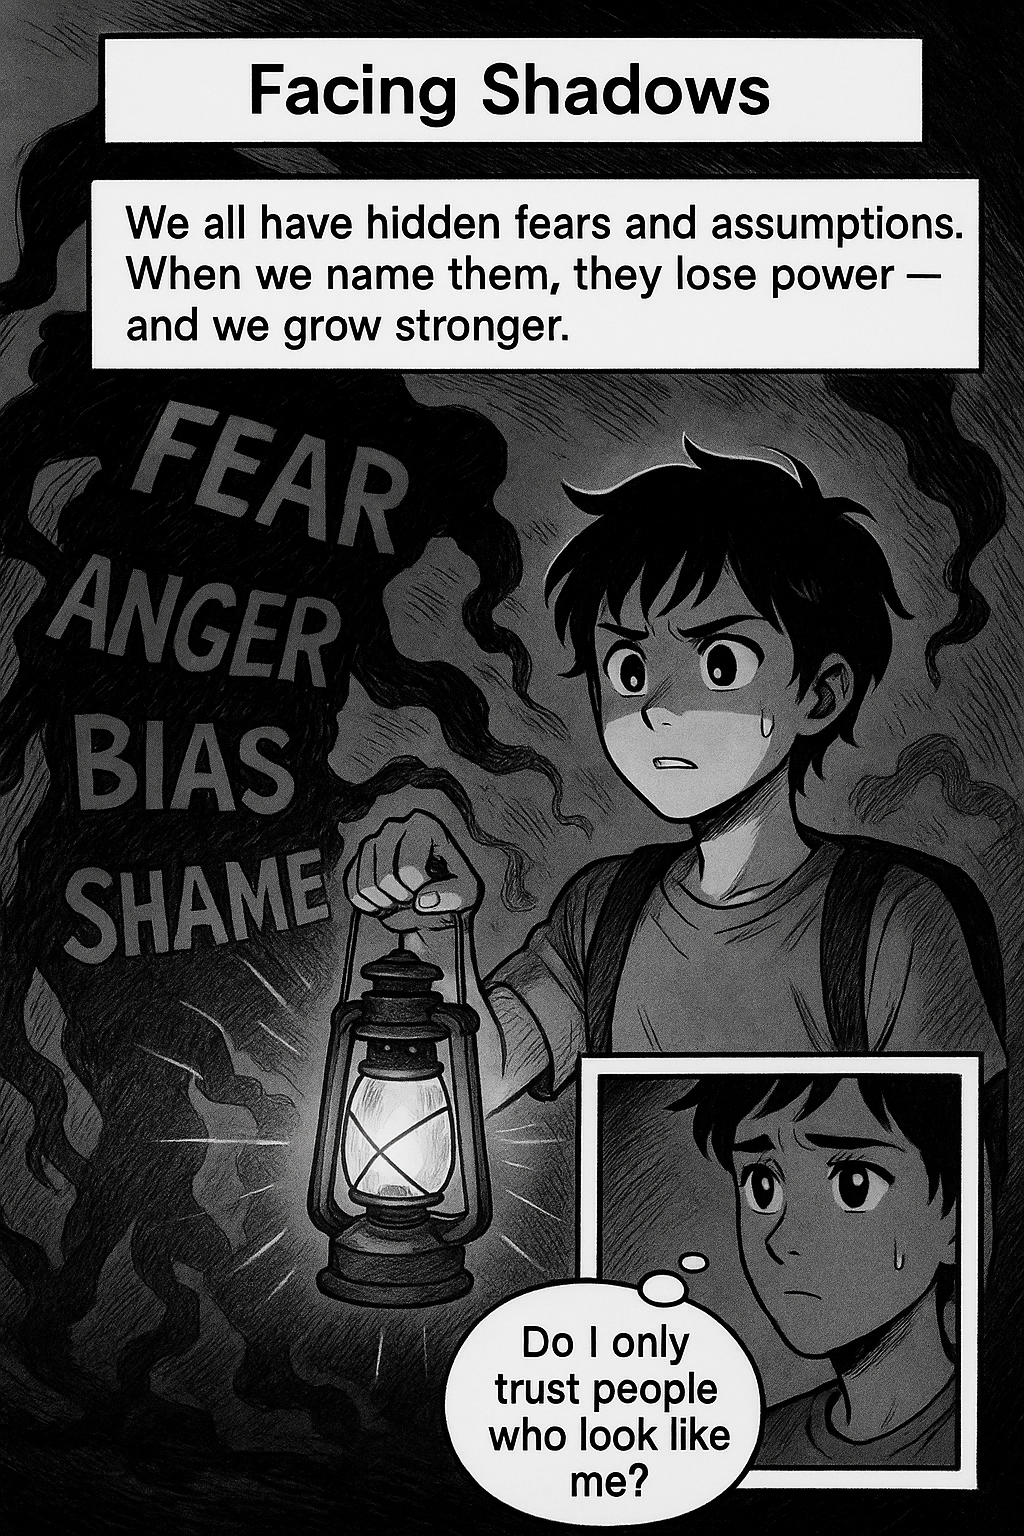 Facing Shadows
We all have hidden fears and assumptions.
When we name them, they lose power —
and we grow stronger.
FEAR
ANGER
BIAS
SHAME
Do I only
trust people
who look like
me?